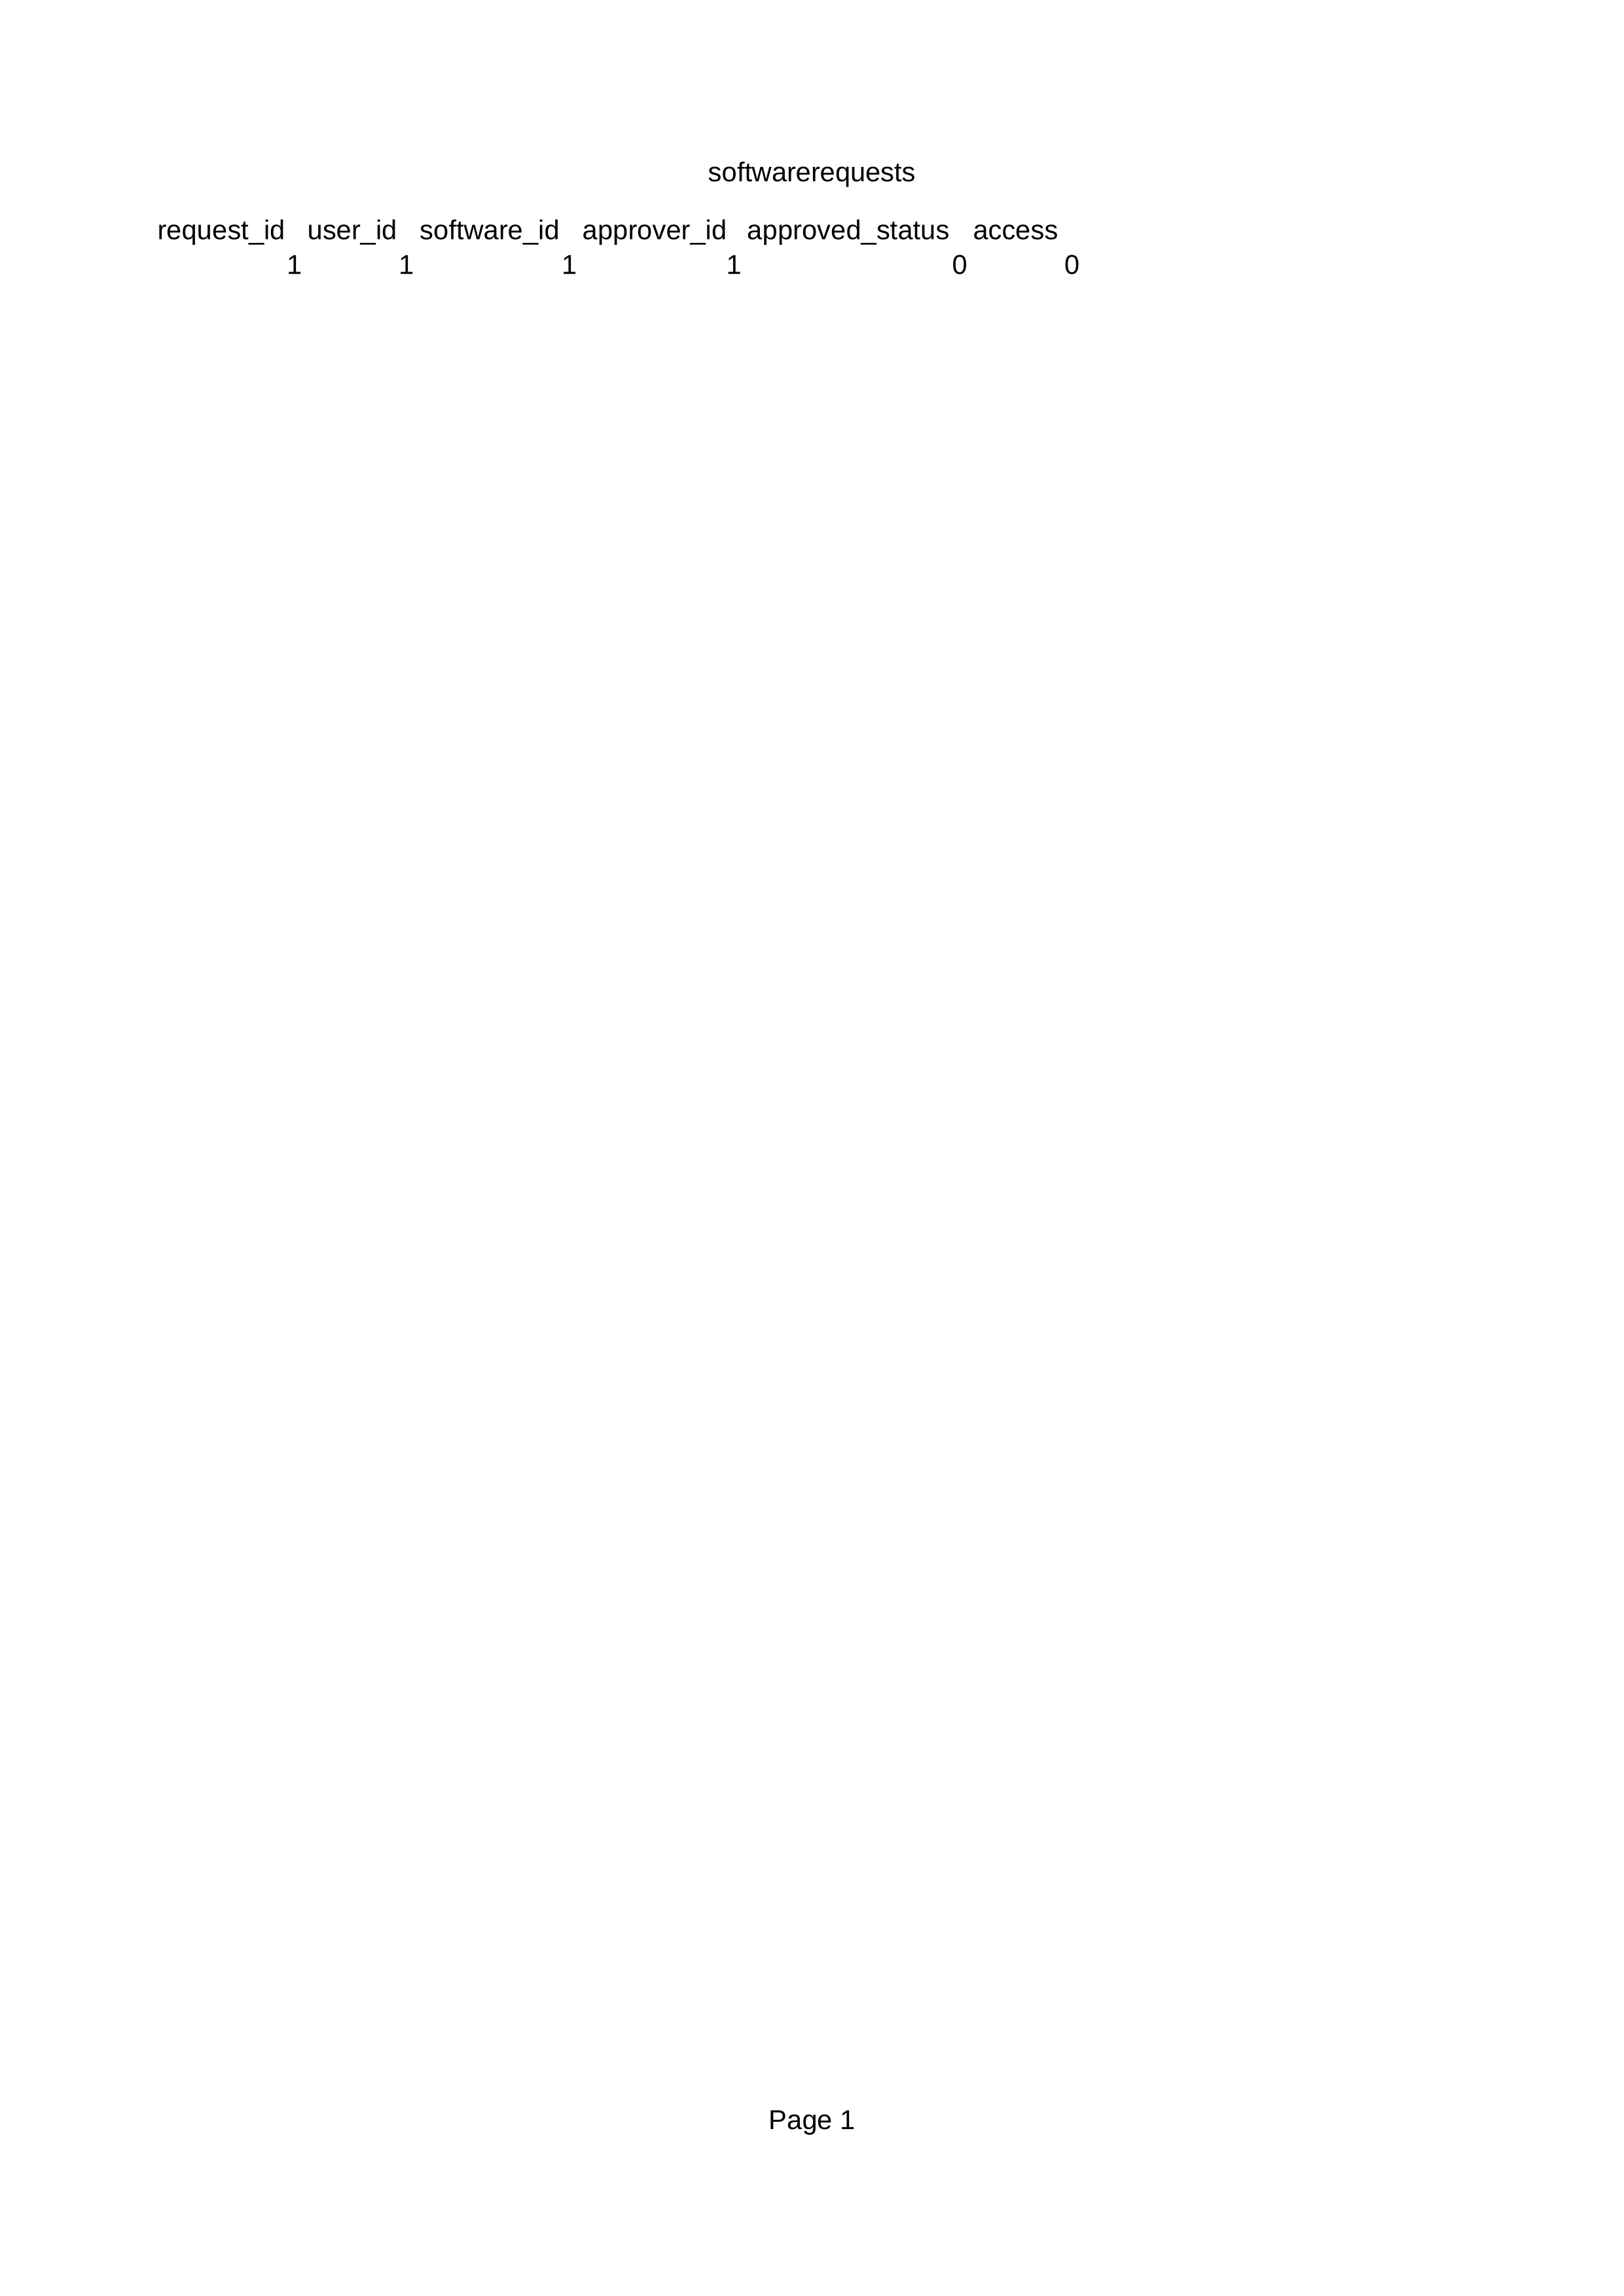 softwarerequests
request_id user_id software_id approver_id approved_status access
1 1 1 1 0 0
Page 1